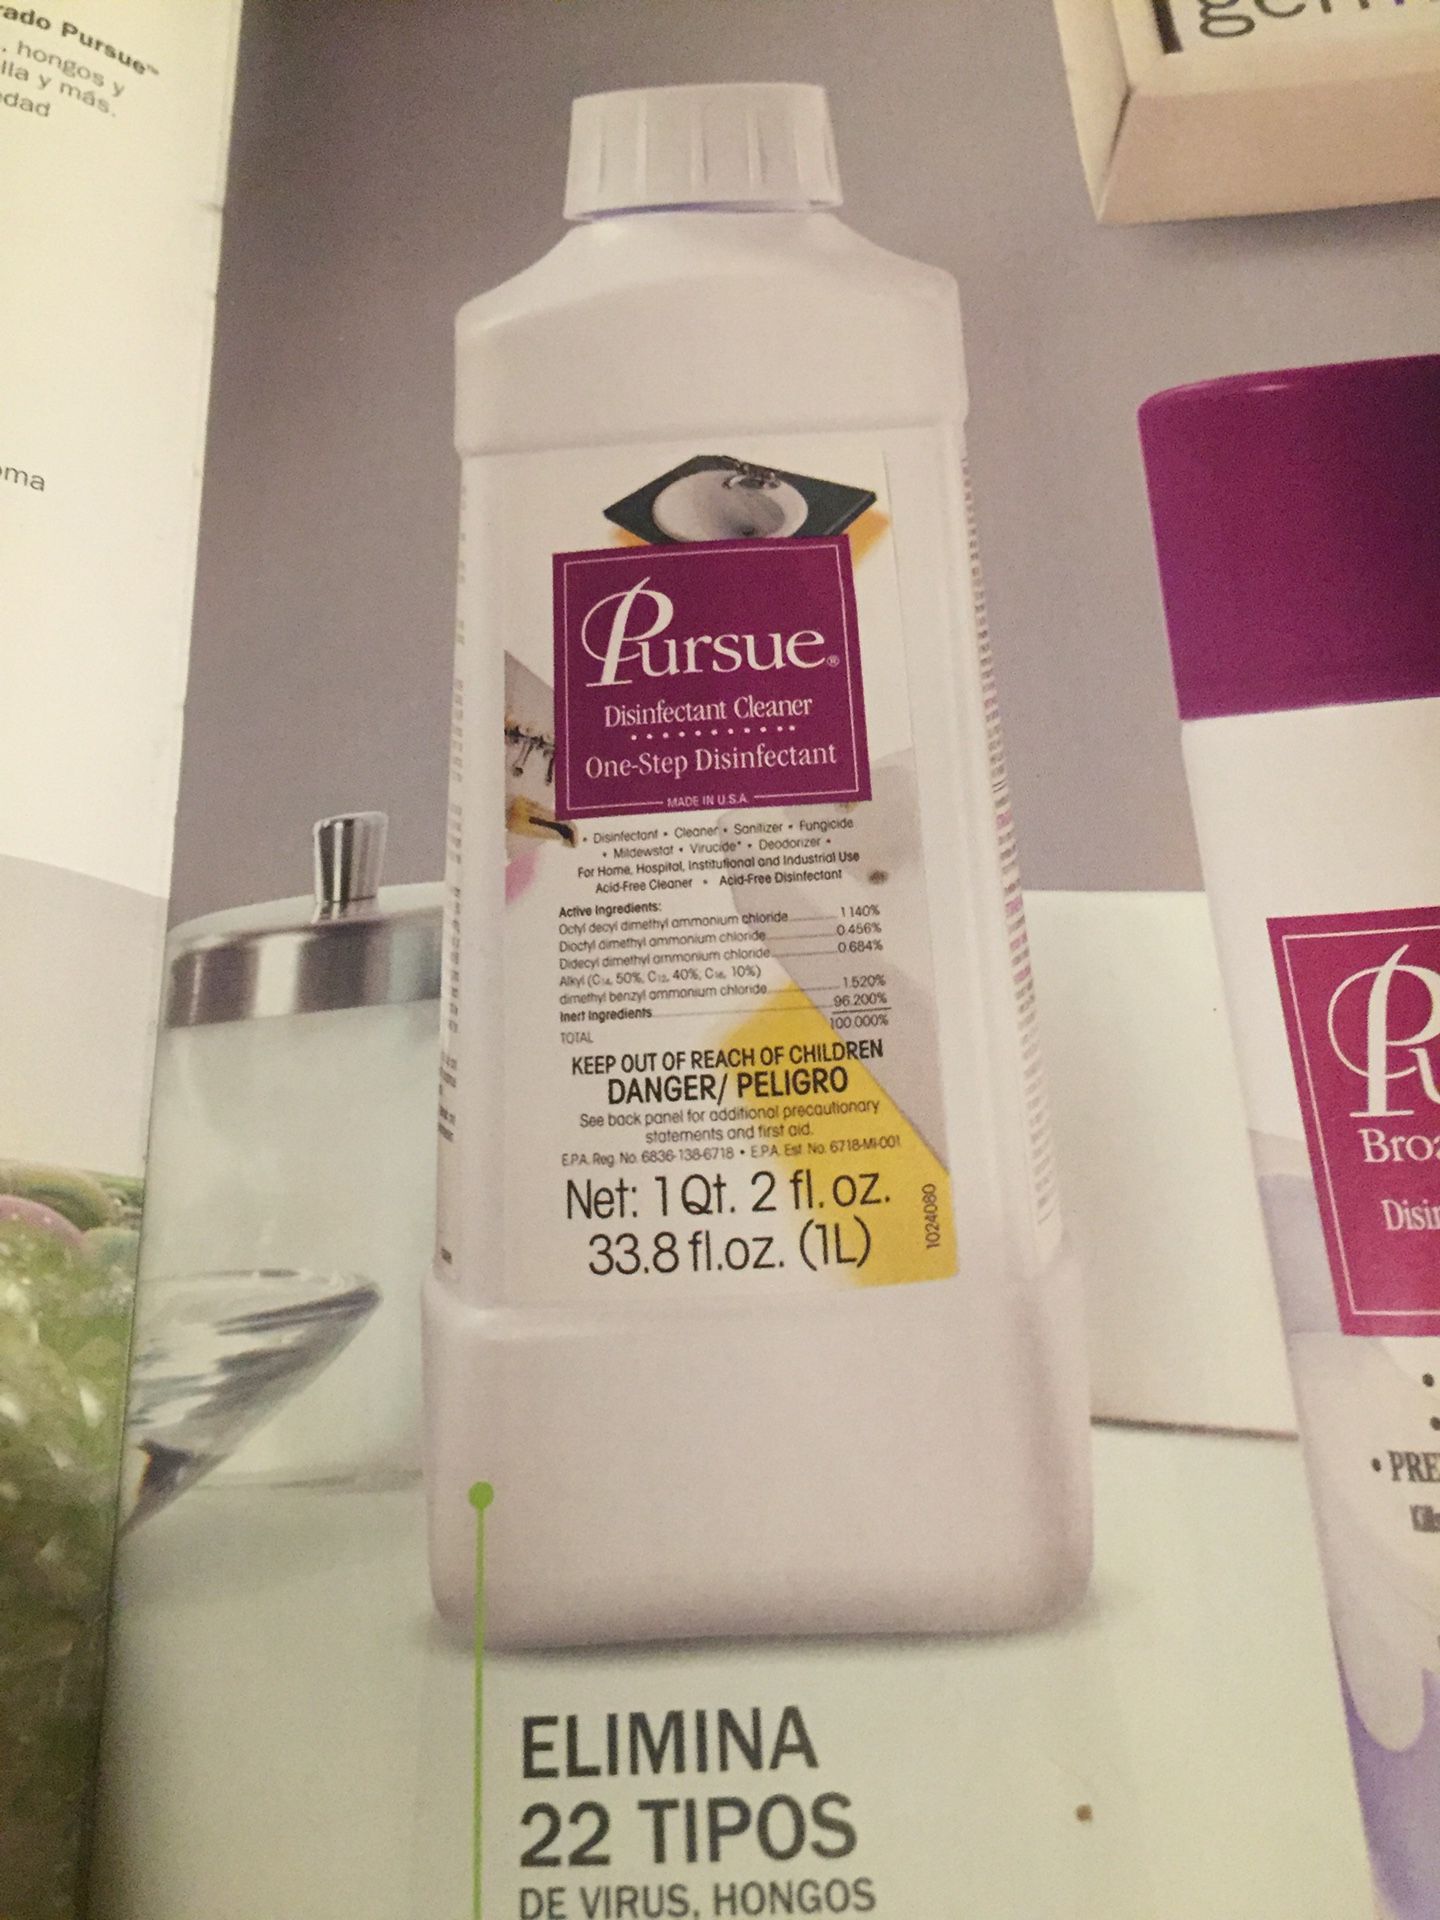 rado Pursue™
, hongos y
lla y más.
edad
oma
Pursue®
Disinfectant Cleaner
One-Step Disinfectant
MADE IN U.S.A.
• Disinfectant • Cleaner • Sanitizer • Fungicide
• Mildewstat • Virucide* • Deodorizer •
For Home, Hospital, Institutional and Industrial Use
Acid-Free Cleaner • Acid-Free Disinfectant
Active Ingredients:
Octyl decyl dimethyl ammonium chloride 1.140%
Dioctyl dimethyl ammonium chloride 0.456%
Didecyl dimethyl ammonium chloride 0.684%
Alkyl (C14, 50%, C12, 40%, C16, 10%)
dimethyl benzyl ammonium chloride 1.520%
Inert Ingredients 96.200%
TOTAL 100.000%
KEEP OUT OF REACH OF CHILDREN
DANGER/ PELIGRO
See back panel for additional precautionary
statements and first aid.
E.P.A. Reg. No. 6836-138-6718 • E.P.A. Est. No. 6718-MI-001
Net: 1 Qt. 2 fl. oz.
33.8 fl.oz. (1L)
1024080
Broa
Disin
• PRE
Kills
ELIMINA
22 TIPOS
DE VIRUS, HONGOS